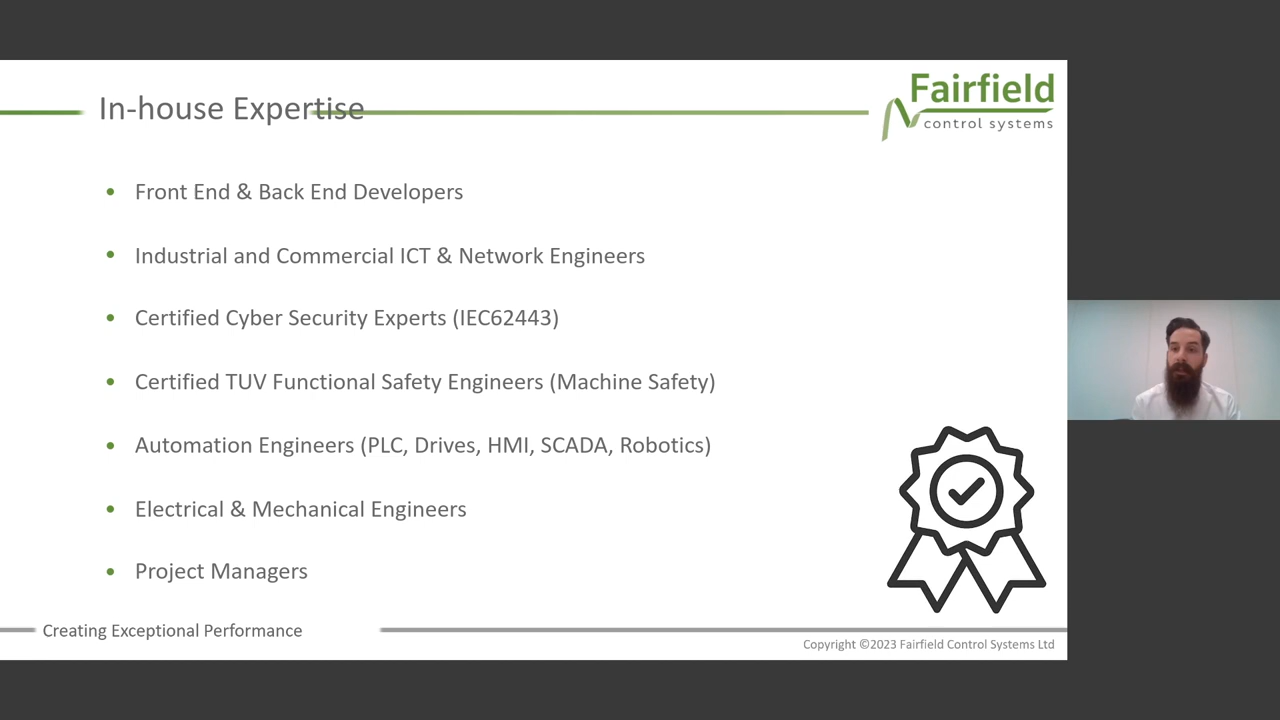 In-house Expertise
Fairfield
control systems
Front End & Back End Developers
Industrial and Commercial ICT & Network Engineers
Certified Cyber Security Experts (IEC62443)
Certified TUV Functional Safety Engineers (Machine Safety)
Automation Engineers (PLC, Drives, HMI, SCADA, Robotics)
Electrical & Mechanical Engineers
Project Managers
Creating Exceptional Performance
Copyright ©2023 Fairfield Control Systems Ltd